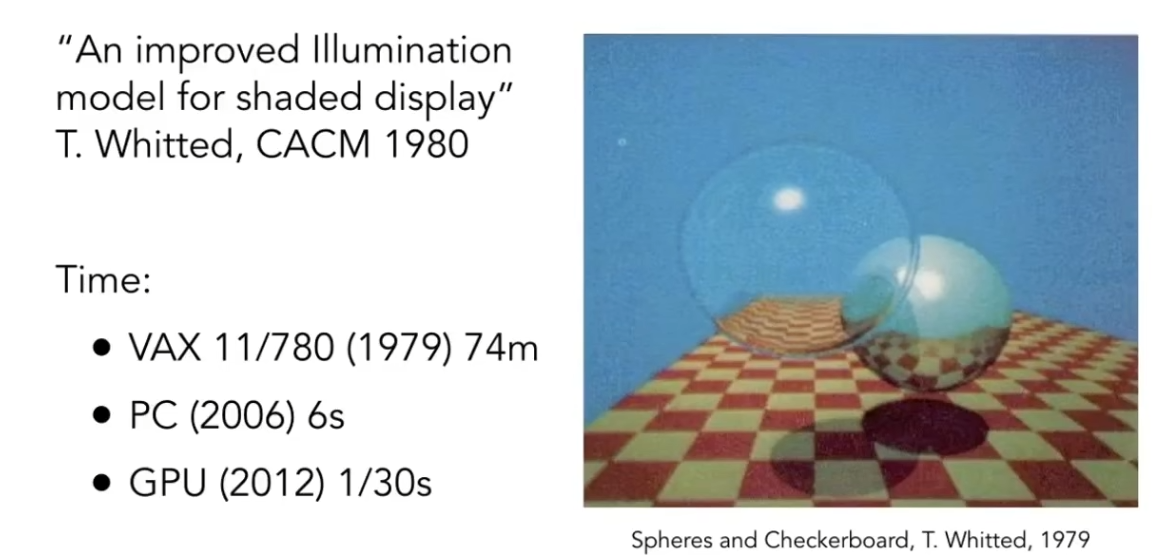 “An improved Illumination
model for shaded display”
T. Whitted, CACM 1980
Time:
• VAX 11/780 (1979) 74m
• PC (2006) 6s
• GPU (2012) 1/30s
Spheres and Checkerboard, T. Whitted, 1979